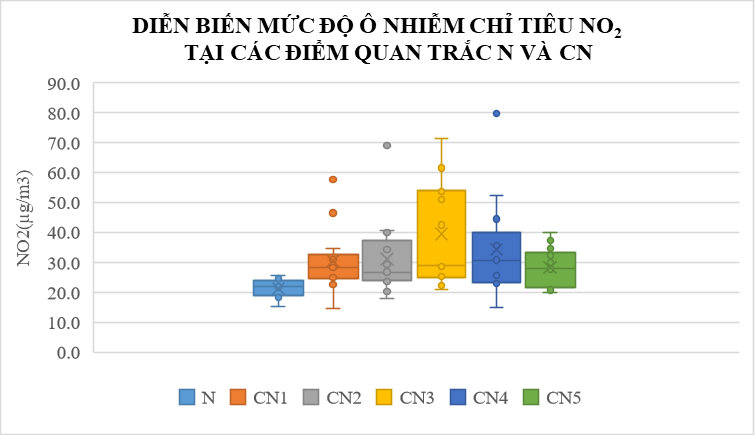 DIỄN BIẾN MỨC ĐỘ Ô NHIỄM CHỈ TIÊU NO₂
TẠI CÁC ĐIỂM QUAN TRẮC N VÀ CN
90.0
80.0
70.0
60.0
50.0
40.0
30.0
20.0
10.0
0.0
NO2(µg/m3)
N CN1 CN2 CN3 CN4 CN5